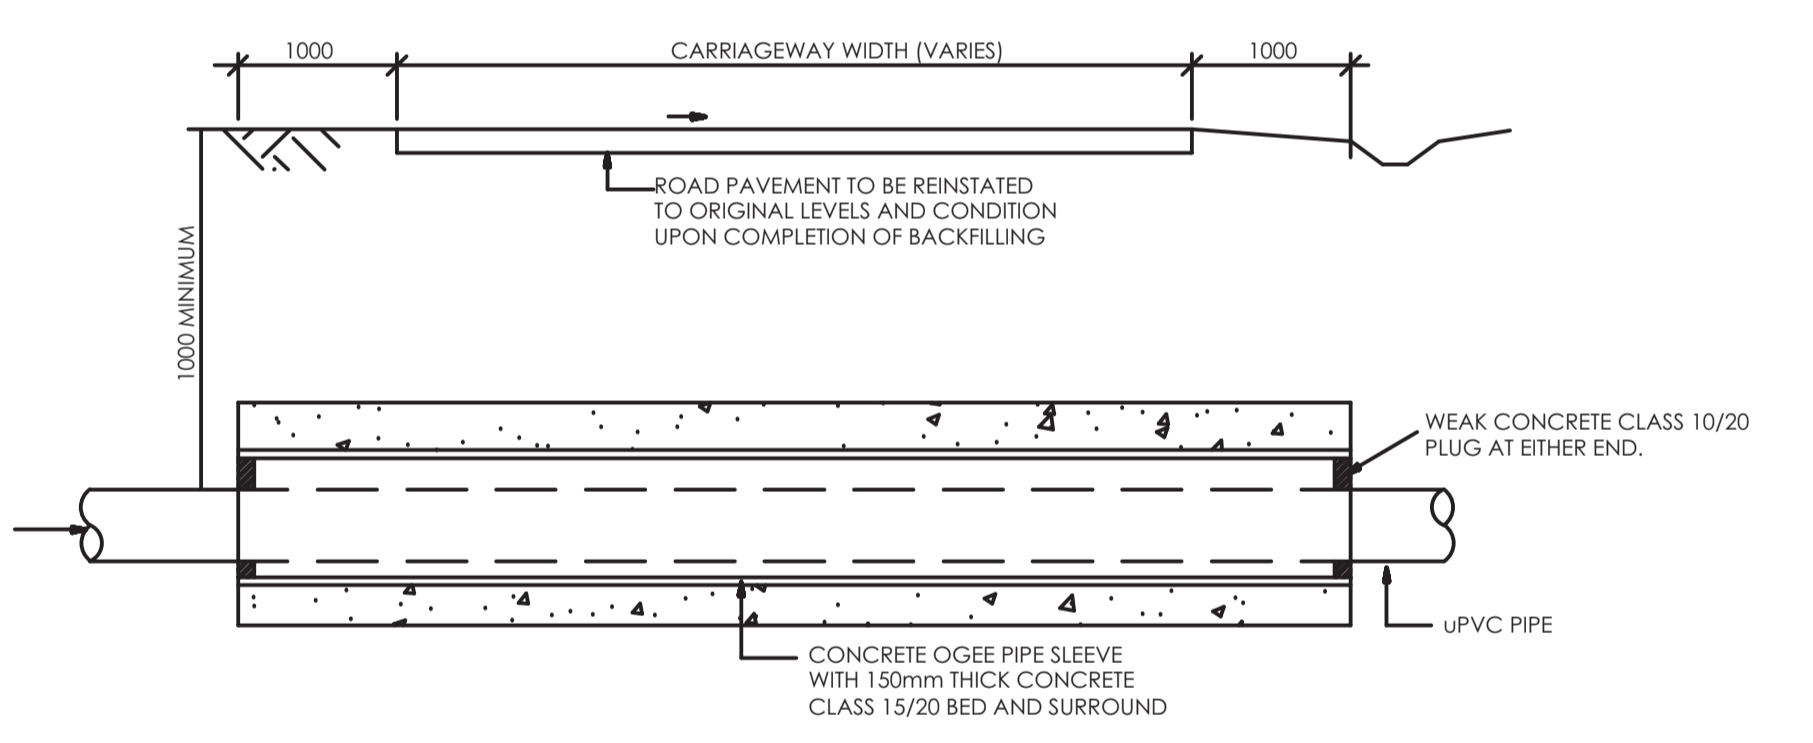 1000
CARRIAGEWAY WIDTH (VARIES)
1000
ROAD PAVEMENT TO BE REINSTATED
TO ORIGINAL LEVELS AND CONDITION
UPON COMPLETION OF BACKFILLING
1000 MINIMUM
WEAK CONCRETE CLASS 10/20
PLUG AT EITHER END.
uPVC PIPE
CONCRETE OGEE PIPE SLEEVE
WITH 150mm THICK CONCRETE
CLASS 15/20 BED AND SURROUND